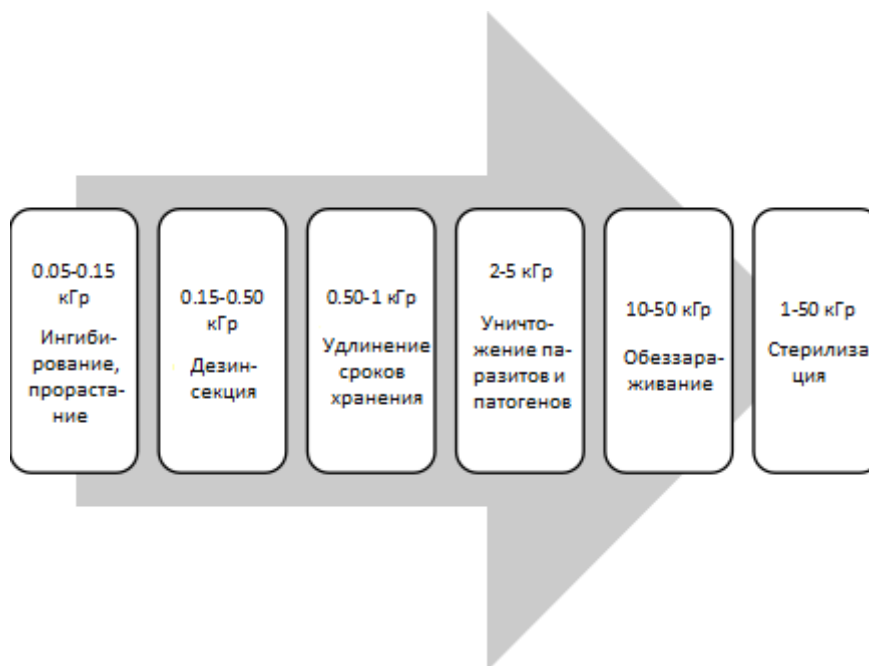 0.05-0.15
кГр
Ингиби-
рование,
прораста-
ние
0.15-0.50
кГр
Дезин-
секция
0.50-1 кГр
Удлинение
сроков
хранения
2-5 кГр
Уничто-
жение па-
разитов и
патогенов
10-50 кГр
Обеззара-
живание
1-50 кГр
Стерилиза
ция